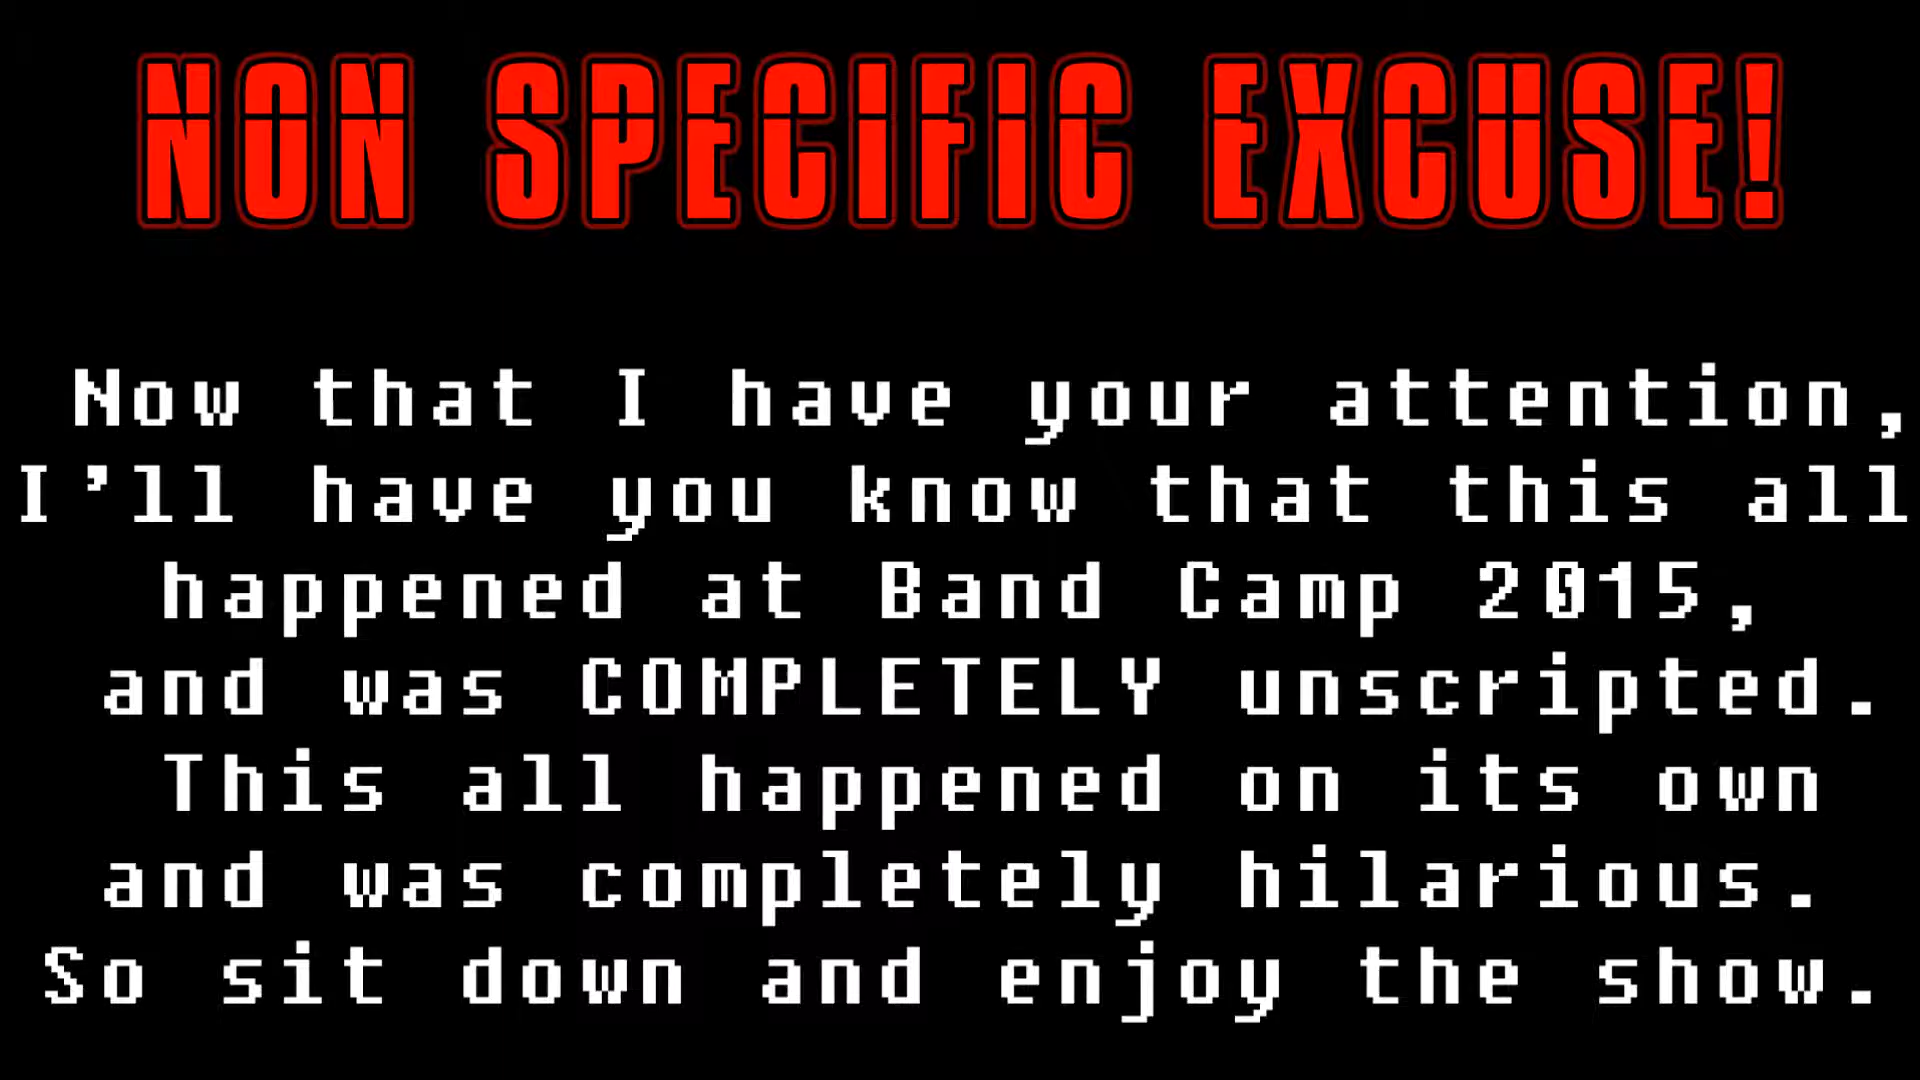 NON SPECIFIC EXCUSE!
Now that I have your attention,
I'll have you know that this all
happened at Band Camp 2015,
and was COMPLETELY unscripted.
This all happened on its own
and was completely hilarious.
So sit down and enjoy the show.